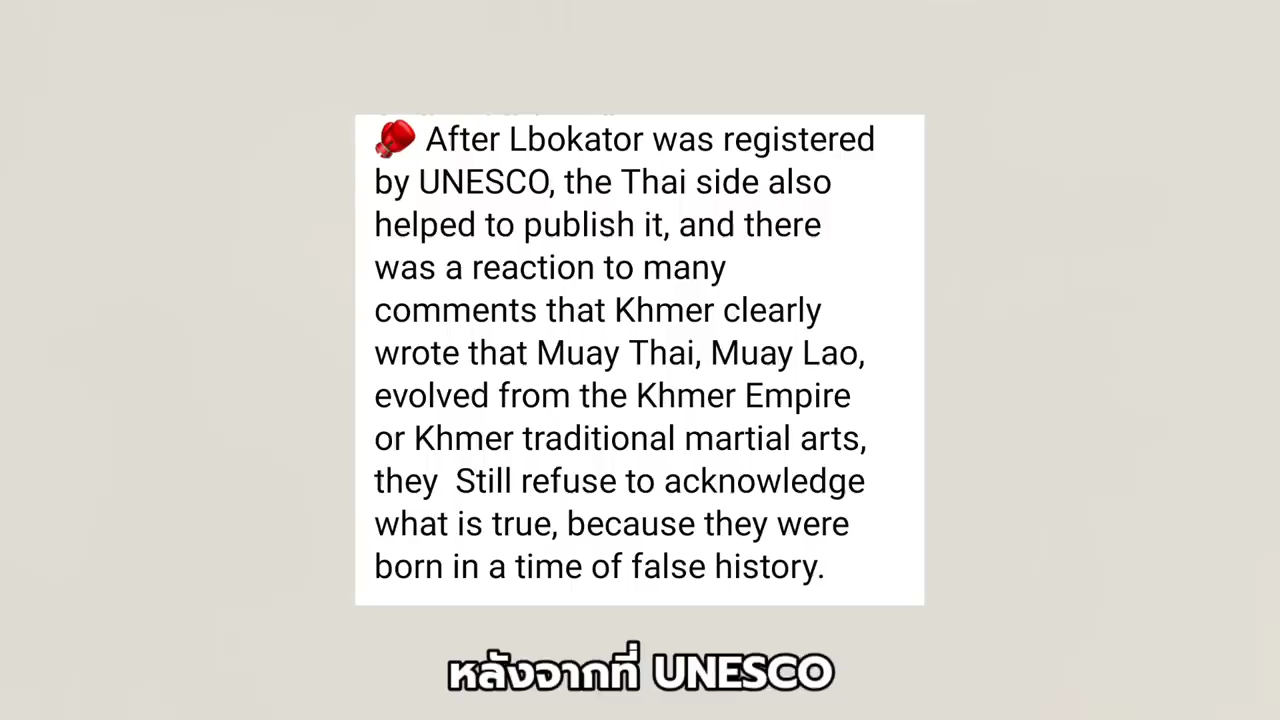 🥊 After Lbokator was registered
by UNESCO, the Thai side also
helped to publish it, and there
was a reaction to many
comments that Khmer clearly
wrote that Muay Thai, Muay Lao,
evolved from the Khmer Empire
or Khmer traditional martial arts,
they  Still refuse to acknowledge
what is true, because they were
born in a time of false history.
หลังจากที่ UNESCO